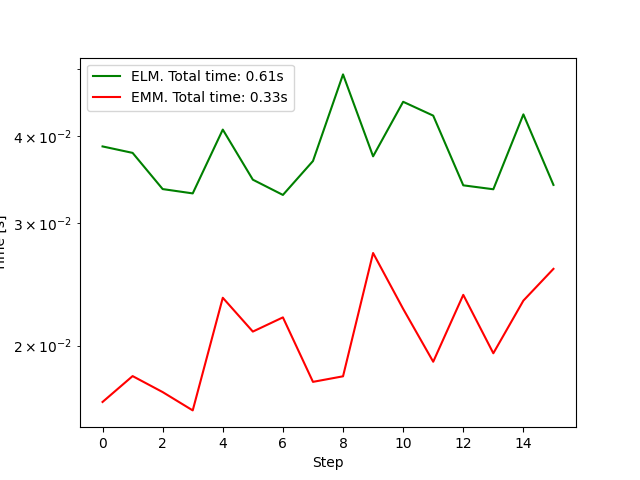 ELM. Total time: 0.61s
EMM. Total time: 0.33s
4 × 10⁻²
3 × 10⁻²
2 × 10⁻²
Time [s]
0 2 4 6 8 10 12 14
Step